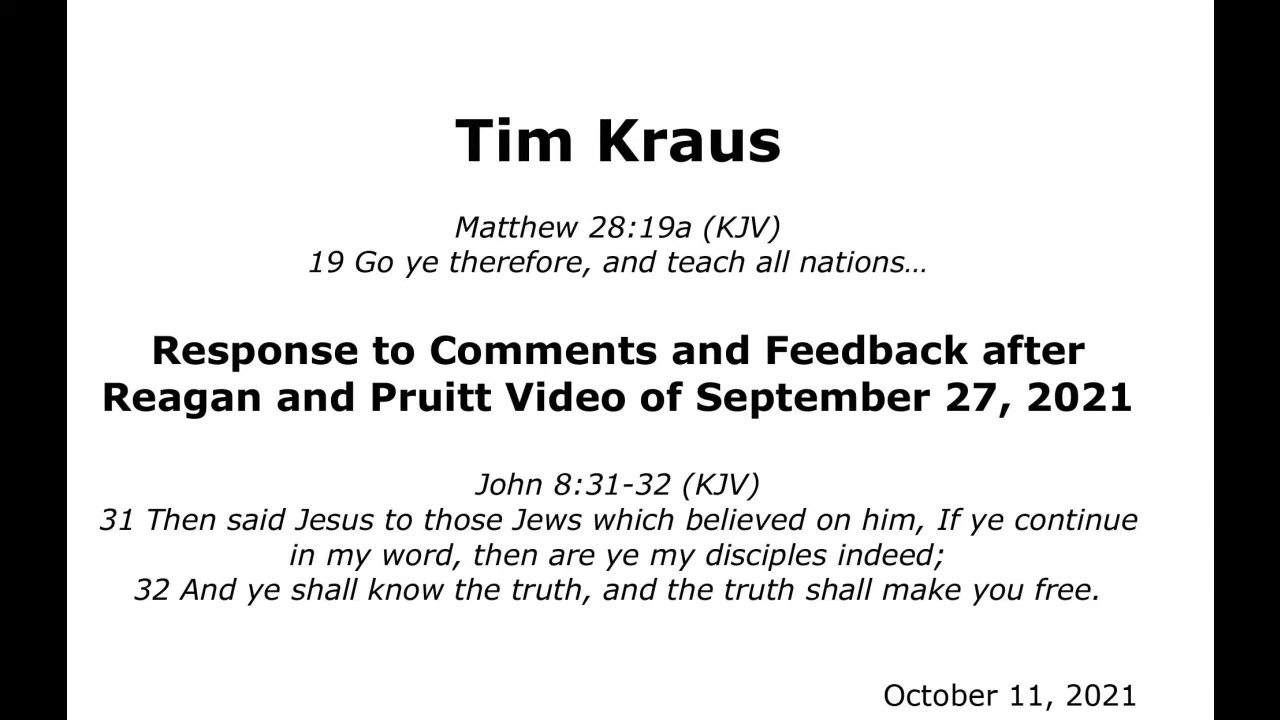 Tim Kraus
Matthew 28:19a (KJV)
19 Go ye therefore, and teach all nations…
Response to Comments and Feedback after
Reagan and Pruitt Video of September 27, 2021
John 8:31-32 (KJV)
31 Then said Jesus to those Jews which believed on him, If ye continue
in my word, then are ye my disciples indeed;
32 And ye shall know the truth, and the truth shall make you free.
October 11, 2021